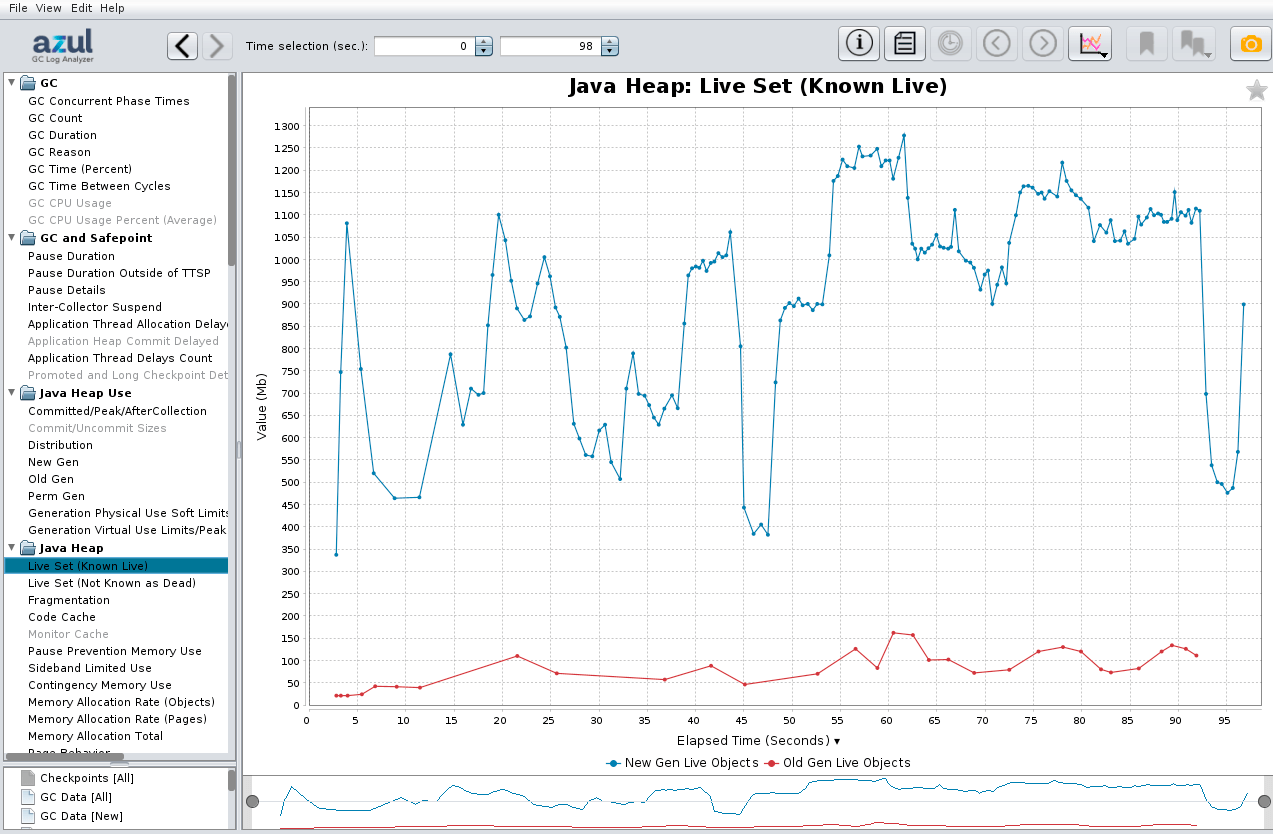 File View Edit Help
azul
GC Log Analyzer
Time selection (sec.): 0 98
GC
GC Concurrent Phase Times
GC Count
GC Duration
GC Reason
GC Time (Percent)
GC Time Between Cycles
GC CPU Usage
GC CPU Usage Percent (Average)
GC and Safepoint
Pause Duration
Pause Duration Outside of TTSP
Pause Details
Inter-Collector Suspend
Application Thread Allocation Delaye
Application Heap Commit Delayed
Application Thread Delays Count
Promoted and Long Checkpoint Det
Java Heap Use
Committed/Peak/AfterCollection
Commit/Uncommit Sizes
Distribution
New Gen
Old Gen
Perm Gen
Generation Physical Use Soft Limits
Generation Virtual Use Limits/Peak
Java Heap
Live Set (Known Live)
Live Set (Not Known as Dead)
Fragmentation
Code Cache
Monitor Cache
Pause Prevention Memory Use
Sideband Limited Use
Contingency Memory Use
Memory Allocation Rate (Objects)
Memory Allocation Rate (Pages)
Memory Allocation Total
Page Behavior
Checkpoints [All]
GC Data [All]
GC Data [New]
Java Heap: Live Set (Known Live)
1300
1250
1200
1150
1100
1050
1000
950
900
850
800
750
700
650
600
550
500
450
400
350
300
250
200
150
100
50
0
Value (Mb)
0 5 10 15 20 25 30 35 40 45 50 55 60 65 70 75 80 85 90 95
Elapsed Time (Seconds) ▾
New Gen Live Objects Old Gen Live Objects